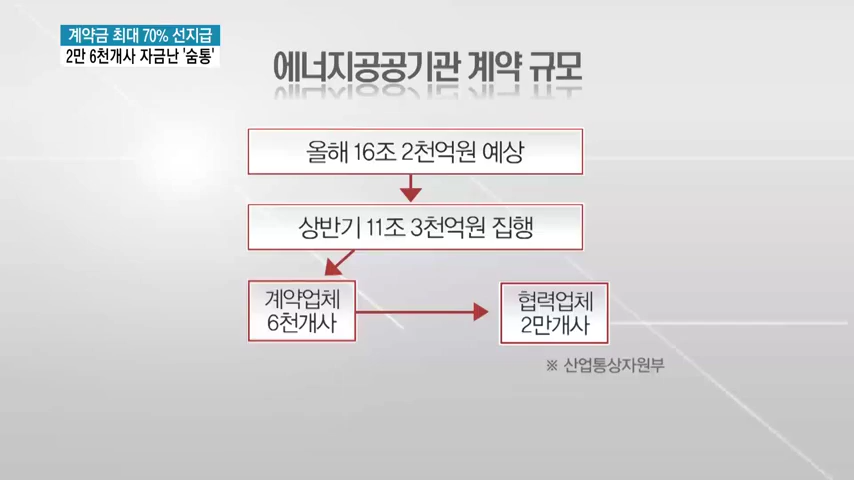 계약금 최대 70% 선지급
2만 6천개사 자금난 '숨통'
에너지공공기관 계약 규모
올해 16조 2천억원 예상
상반기 11조 3천억원 집행
계약업체
6천개사
협력업체
2만개사
※ 산업통상자원부